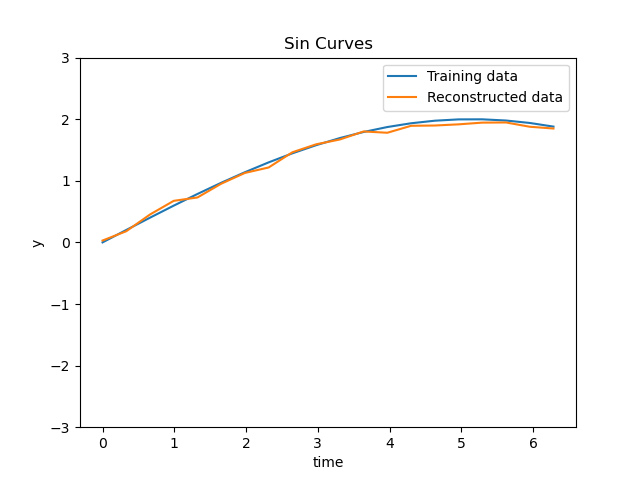 Sin Curves
Training data
Reconstructed data
3
2
1
0
−1
−2
−3
y
0 1 2 3 4 5 6
time